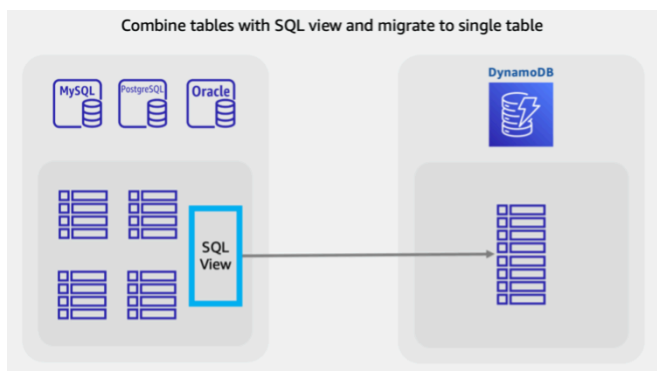 Combine tables with SQL view and migrate to single table
MySQL
PostgreSQL
Oracle
DynamoDB
SQL
View